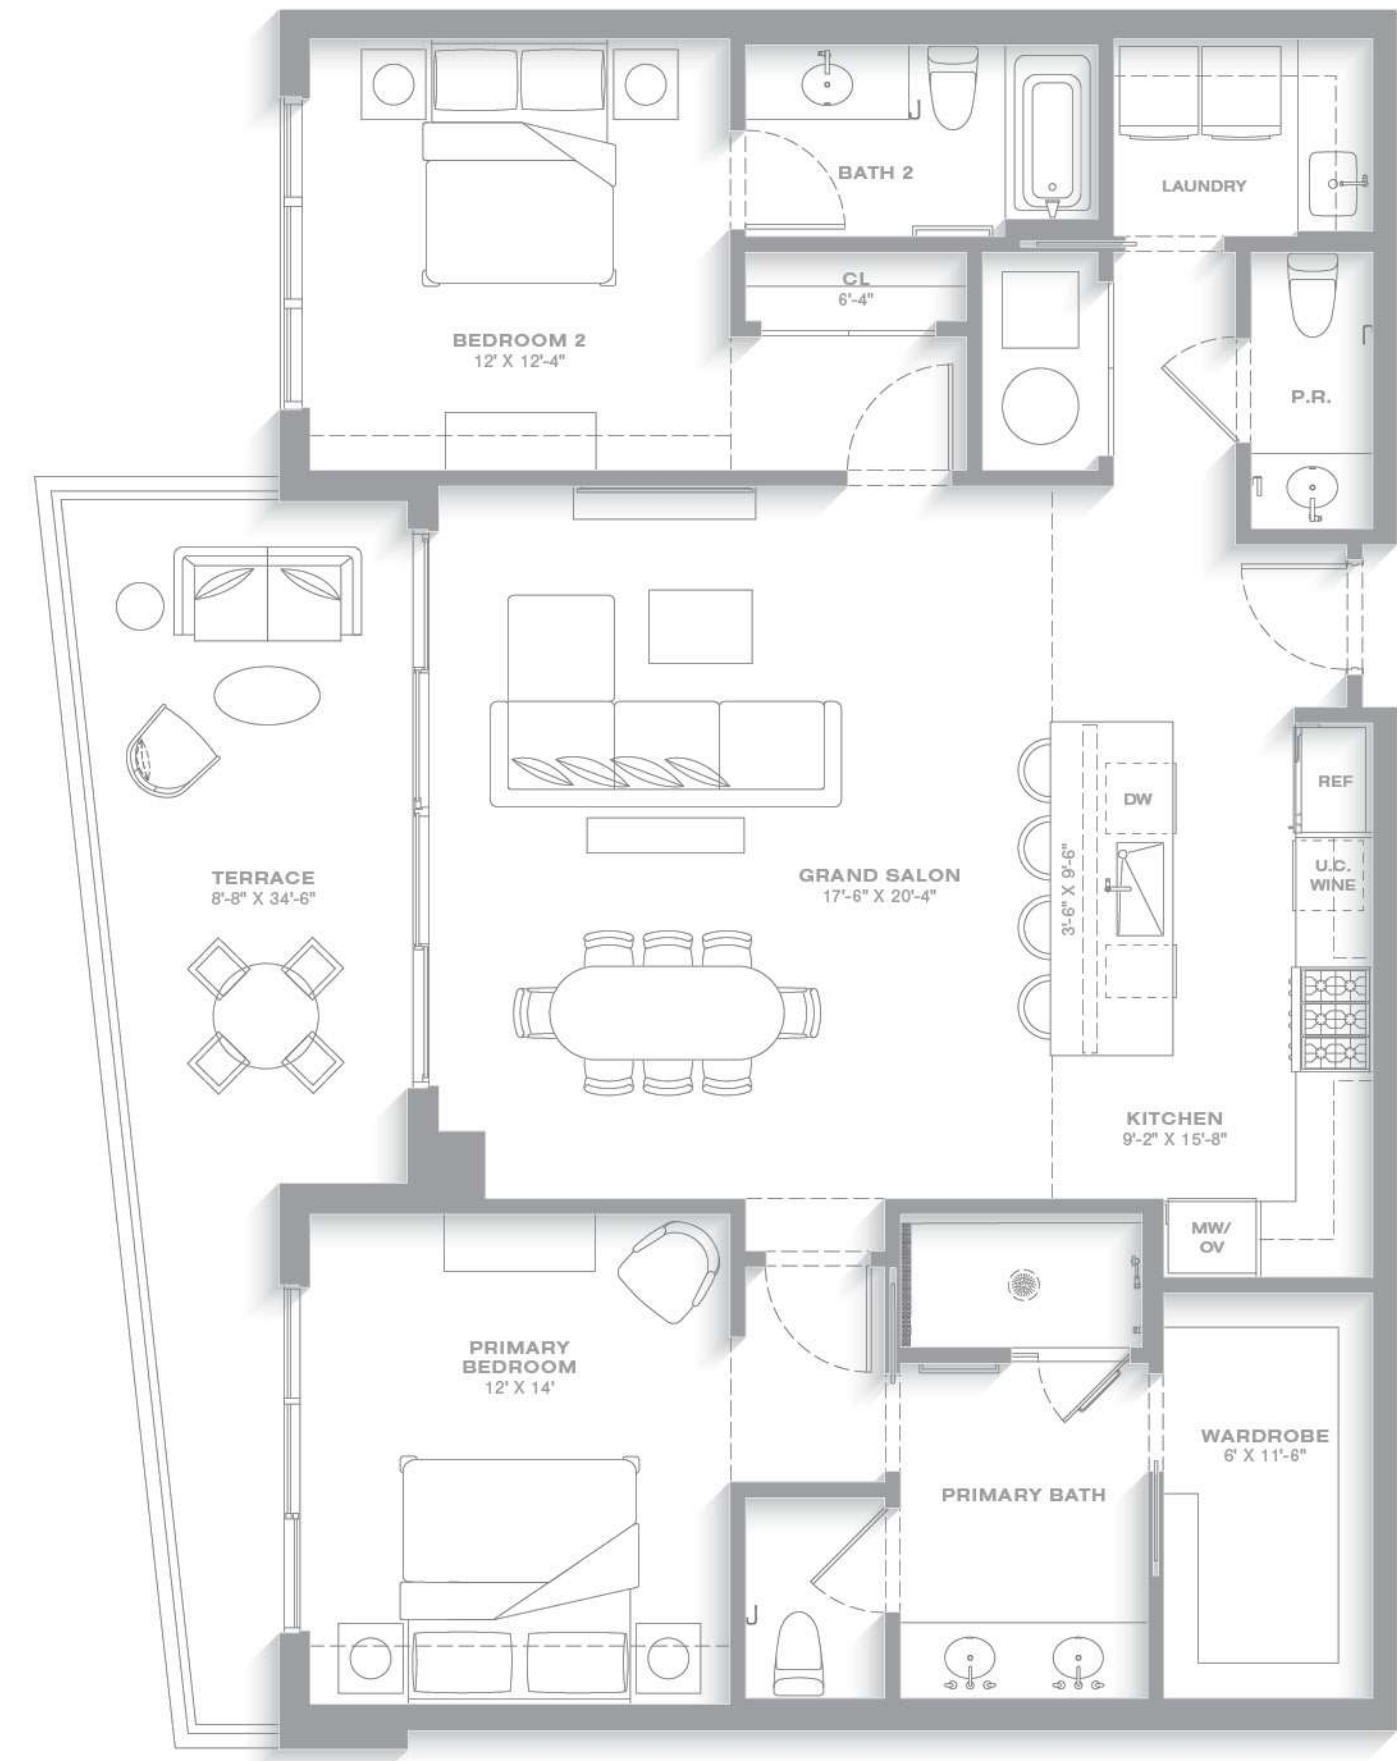 BATH 2
LAUNDRY
CL
6'-4"
BEDROOM 2
12' X 12'-4"
P.R.
REF
DW
U.C.
WINE
TERRACE
8'-8" X 34'-6"
GRAND SALON
17'-6" X 20'-4"
3'-6" X 9'-6"
KITCHEN
9'-2" X 15'-8"
MW/
OV
PRIMARY
BEDROOM
12' X 14'
WARDROBE
6' X 11'-6"
PRIMARY BATH